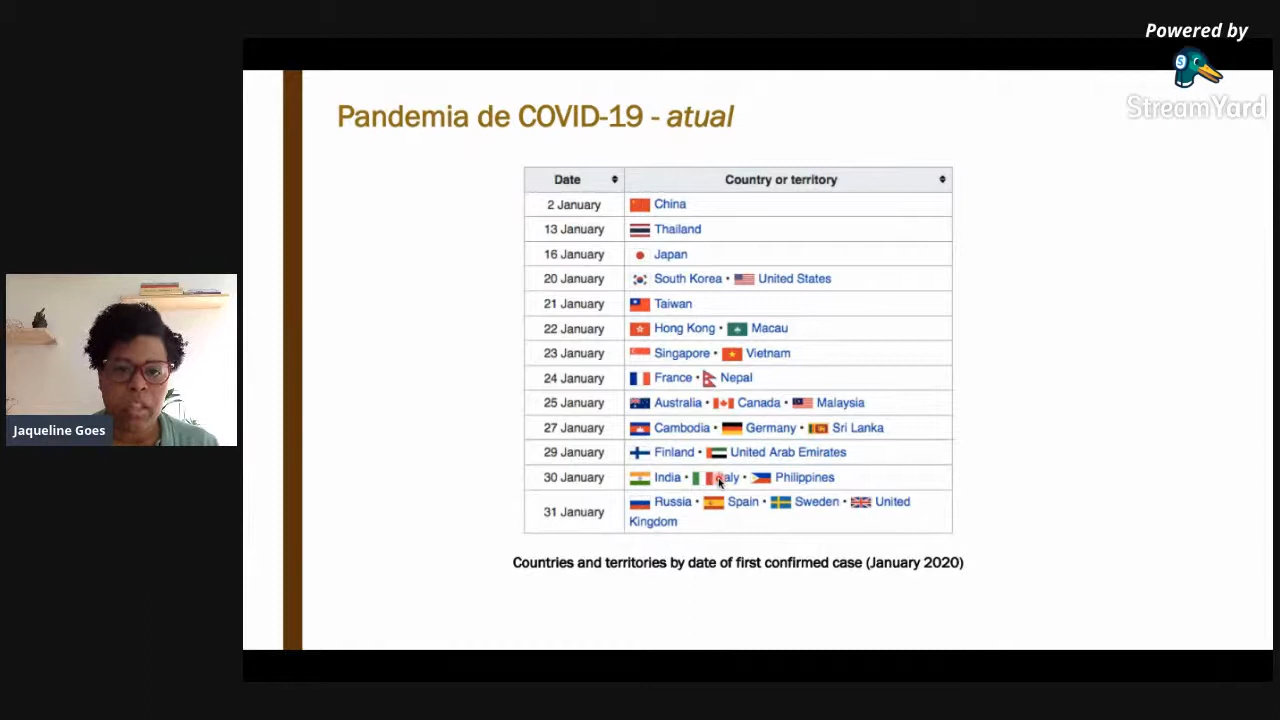 Powered by
StreamYard
Pandemia de COVID-19 - atual
Date Country or territory
2 January China
13 January Thailand
16 January Japan
20 January South Korea • United States
21 January Taiwan
22 January Hong Kong • Macau
23 January Singapore • Vietnam
24 January France • Nepal
25 January Australia • Canada • Malaysia
27 January Cambodia • Germany • Sri Lanka
29 January Finland • United Arab Emirates
30 January India • Italy • Philippines
31 January Russia • Spain • Sweden • United
Kingdom
Countries and territories by date of first confirmed case (January 2020)
Jaqueline Goes